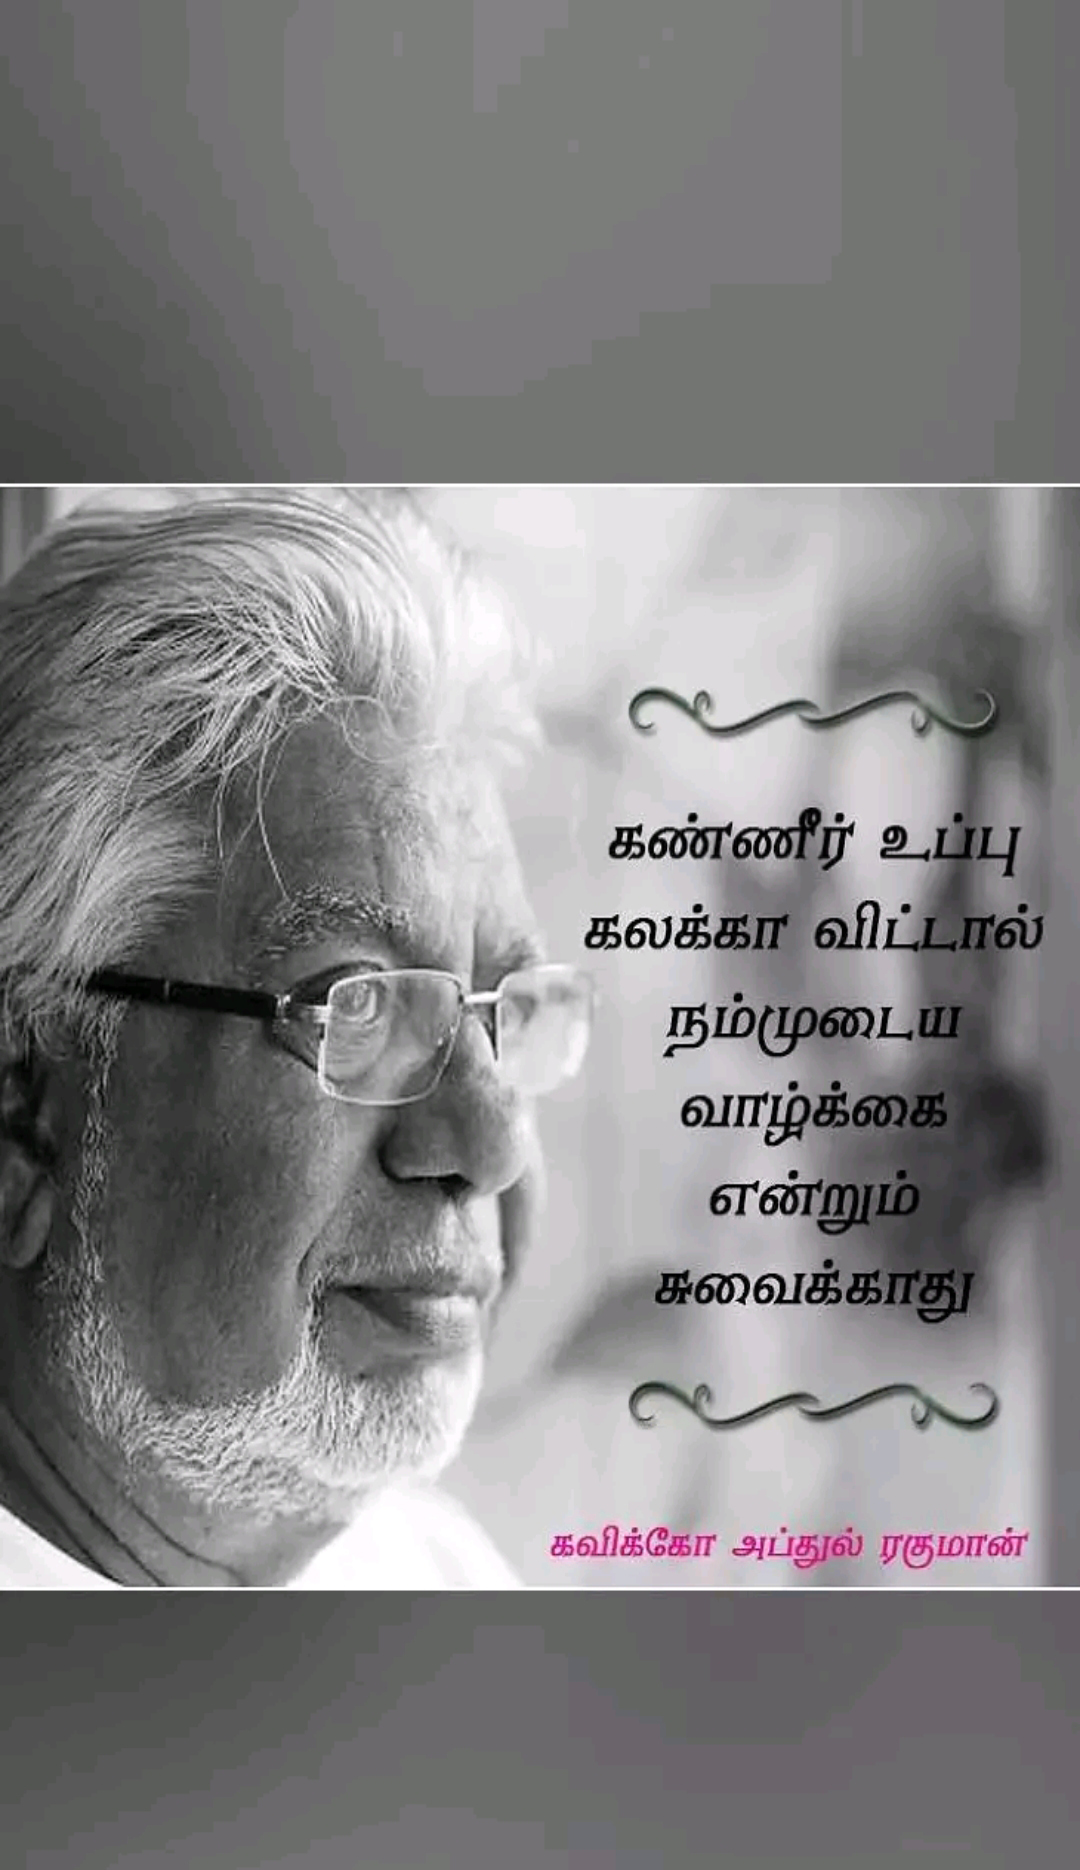 கண்ணீர் உப்பு
கலக்கா விட்டால்
நம்முடைய
வாழ்க்கை
என்றும்
சுவைக்காது
கவிக்கோ அப்துல் ரகுமான்